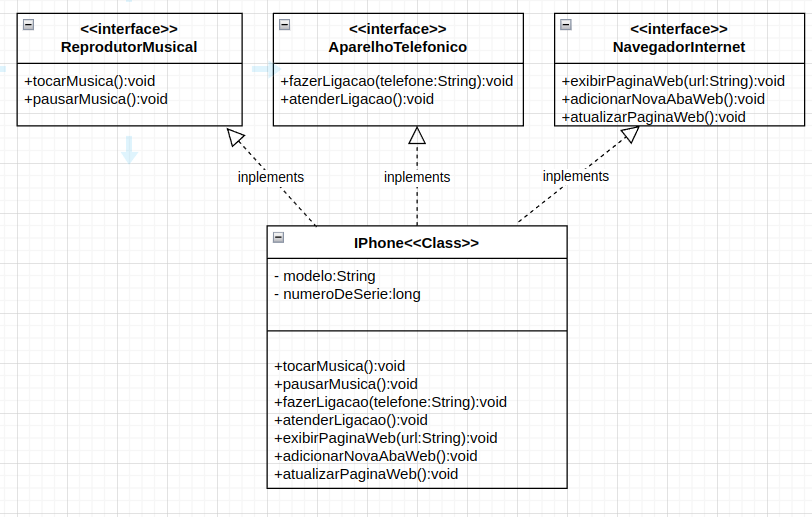 <<interface>>
ReprodutorMusical
+tocarMusica():void
+pausarMusica():void
<<interface>>
AparelhoTelefonico
+fazerLigacao(telefone:String):void
+atenderLigacao():void
<<interface>>
NavegadorInternet
+exibirPaginaWeb(url:String):void
+adicionarNovaAbaWeb():void
+atualizarPaginaWeb():void
inplements
inplements
inplements
IPhone<<Class>>
- modelo:String
- numeroDeSerie:long
+tocarMusica():void
+pausarMusica():void
+fazerLigacao(telefone:String):void
+atenderLigacao():void
+exibirPaginaWeb(url:String):void
+adicionarNovaAbaWeb():void
+atualizarPaginaWeb():void